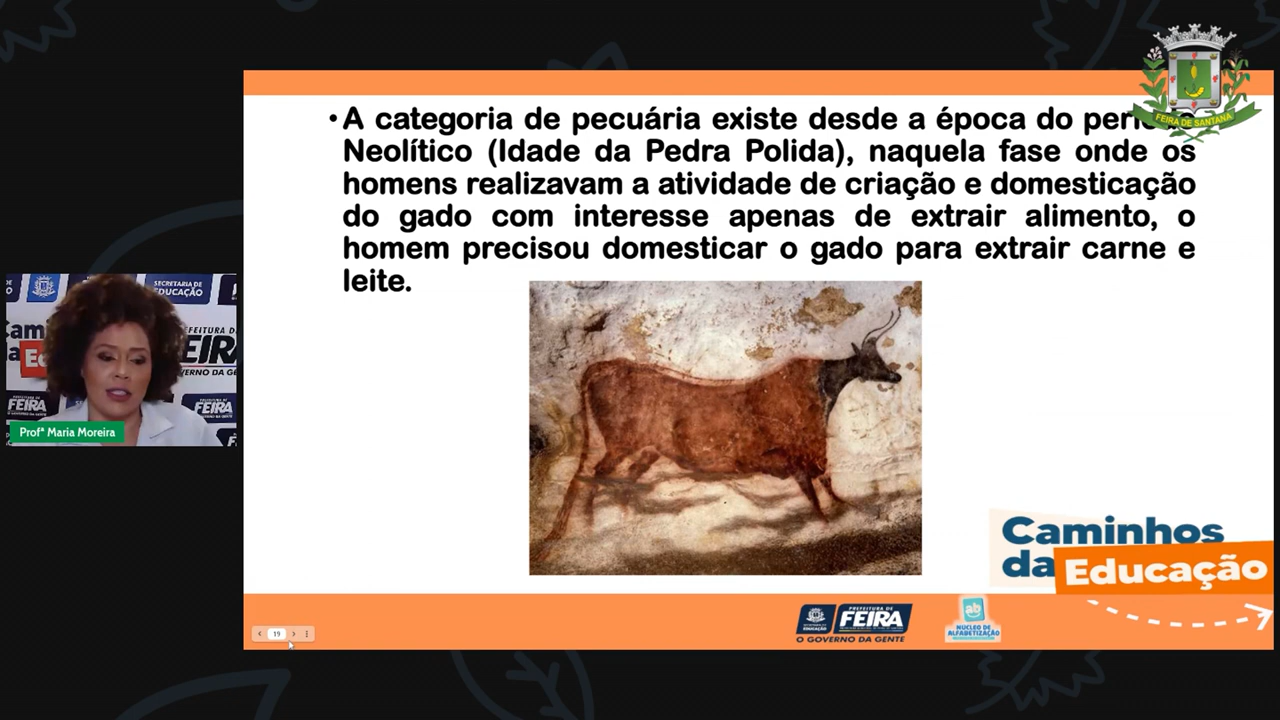 FEIRA DE SANTANA
• A categoria de pecuária existe desde a época do
Neolítico (Idade da Pedra Polida), naquela fase onde os
homens realizavam a atividade de criação e domesticação
do gado com interesse apenas de extrair alimento, o
homem precisou domesticar o gado para extrair carne e
leite.
SECRETARIA DE
EDUCAÇÃO
FEIRA
FEIRA
Profª Maria Moreira
Caminhos
da Educação
19
PREFEITURA DE
FEIRA
O GOVERNO DA GENTE
ab
NÚCLEO DE
ALFABETIZAÇÃO